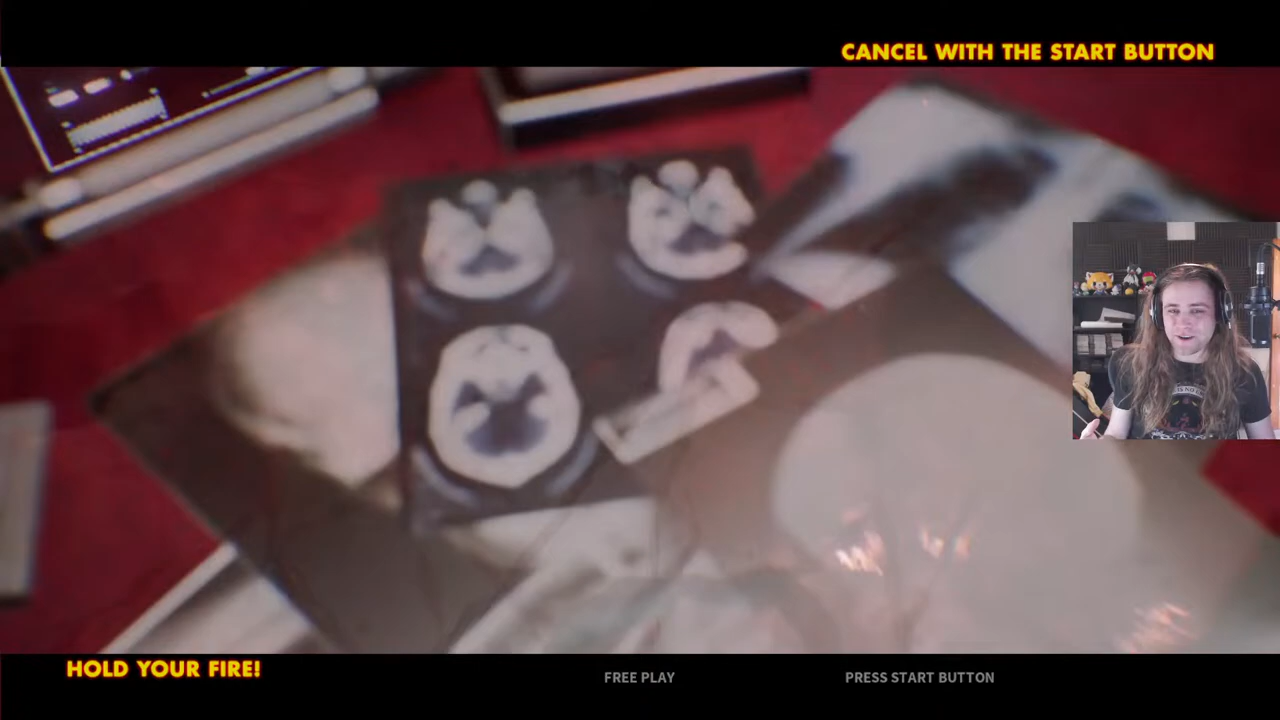 CANCEL WITH THE START BUTTON
HOLD YOUR FIRE!
FREE PLAY
PRESS START BUTTON